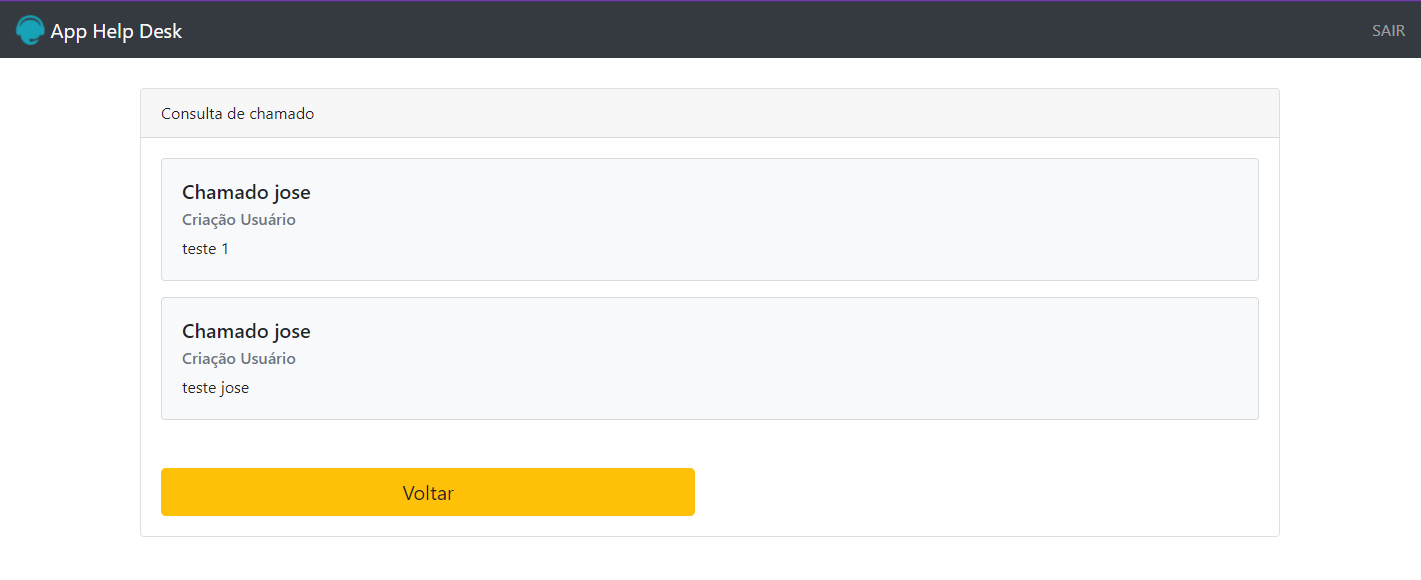 App Help Desk
SAIR
Consulta de chamado
Chamado jose
Criação Usuário
teste 1
Chamado jose
Criação Usuário
teste jose
Voltar